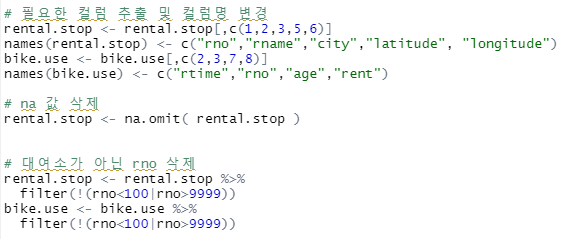 # 필요한 컬럼 추출 및 컬럼명 변경
rental.stop <- rental.stop[,c(1,2,3,5,6)]
names(rental.stop) <- c("rno","rname","city","latitude", "longitude")
bike.use <- bike.use[,c(2,3,7,8)]
names(bike.use) <- c("rtime","rno","age","rent")
# na 값 삭제
rental.stop <- na.omit( rental.stop )
# 대여소가 아닌 rno 삭제
rental.stop <- rental.stop %>%
filter(!(rno<100|rno>9999))
bike.use <- bike.use %>%
filter(!(rno<100|rno>9999))